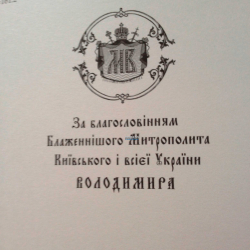 За благословінням
Блаженнішого Митрополита
Київського і всієї України
ВОЛОДИМИРА